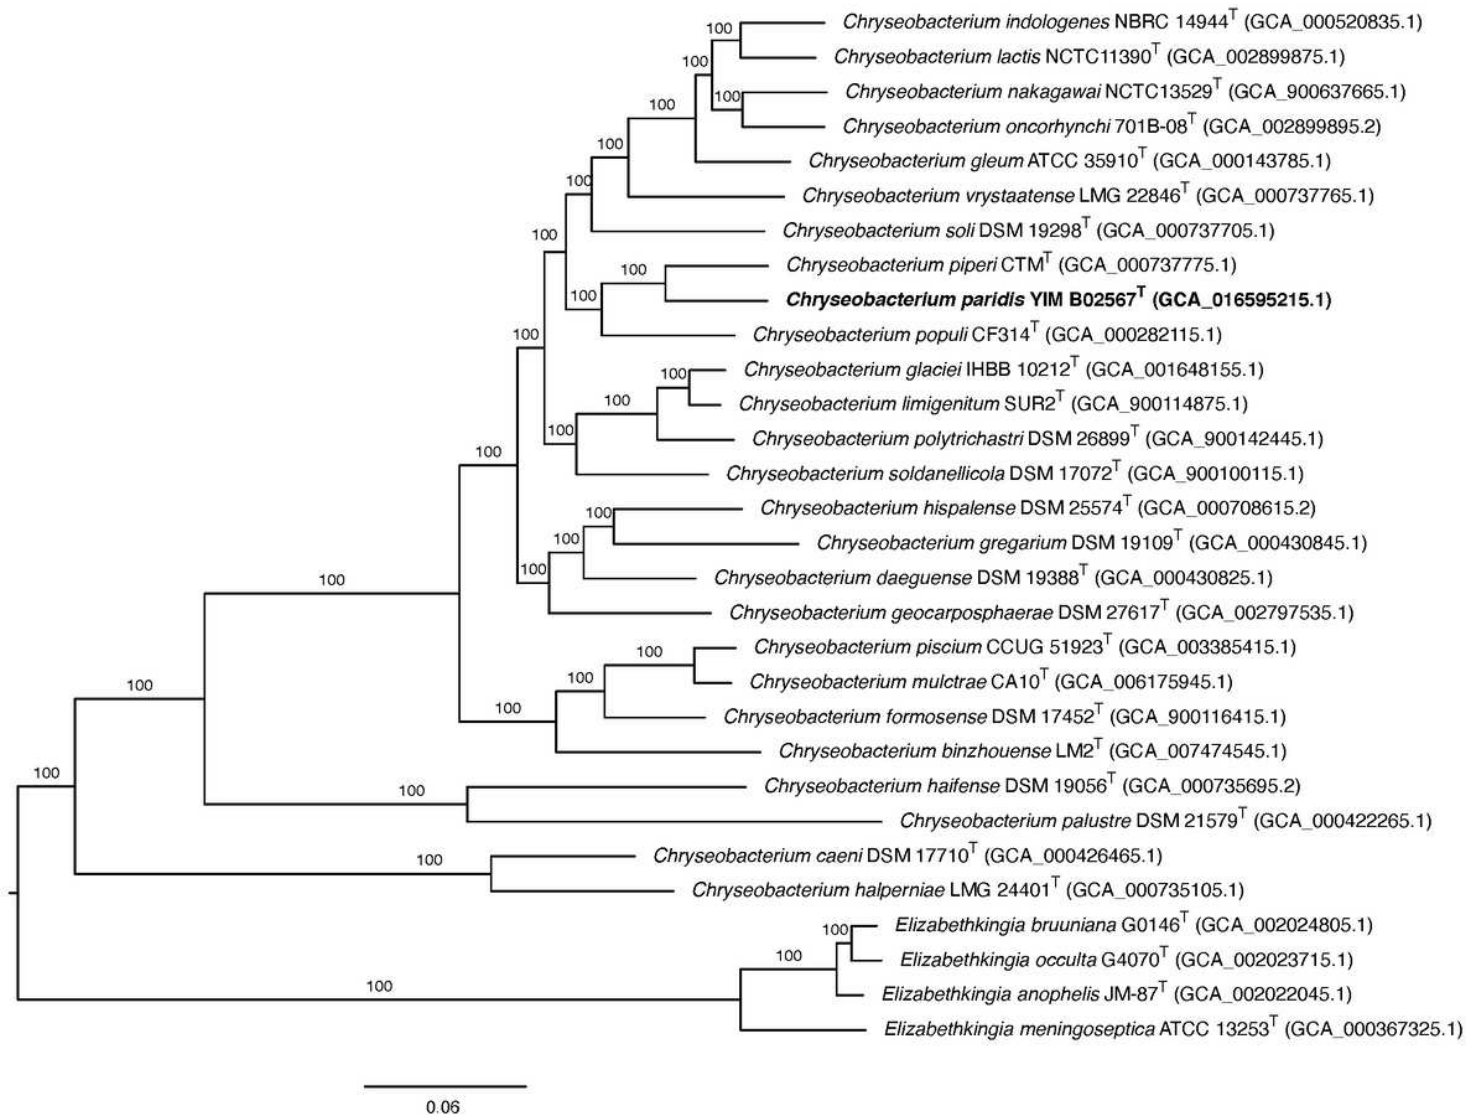 100 Chryseobacterium indologenes NBRC 14944T (GCA_000520835.1)
100 Chryseobacterium lactis NCTC11390T (GCA_002899875.1)
100 100 Chryseobacterium nakagawai NCTC13529T (GCA_900637665.1)
Chryseobacterium oncorhynchi 701B-08T (GCA_002899895.2)
100 Chryseobacterium gleum ATCC 35910T (GCA_000143785.1)
100 Chryseobacterium vrystaatense LMG 22846T (GCA_000737765.1)
100 Chryseobacterium soli DSM 19298T (GCA_000737705.1)
100 Chryseobacterium piperi CTMT (GCA_000737775.1)
100 Chryseobacterium paridis YIM B02567T (GCA_016595215.1)
100 Chryseobacterium populi CF314T (GCA_000282115.1)
100 Chryseobacterium glaciei IHBB 10212T (GCA_001648155.1)
100 Chryseobacterium limigenitum SUR2T (GCA_900114875.1)
100 Chryseobacterium polytrichastri DSM 26899T (GCA_900142445.1)
100 Chryseobacterium soldanellicola DSM 17072T (GCA_900100115.1)
100 Chryseobacterium hispalense DSM 25574T (GCA_000708615.2)
100 Chryseobacterium gregarium DSM 19109T (GCA_000430845.1)
100 100 Chryseobacterium daeguense DSM 19388T (GCA_000430825.1)
Chryseobacterium geocarposphaerae DSM 27617T (GCA_002797535.1)
100 Chryseobacterium piscium CCUG 51923T (GCA_003385415.1)
100 100 Chryseobacterium mulctrae CA10T (GCA_006175945.1)
100 Chryseobacterium formosense DSM 17452T (GCA_900116415.1)
Chryseobacterium binzhouense LM2T (GCA_007474545.1)
100 100 Chryseobacterium haifense DSM 19056T (GCA_000735695.2)
Chryseobacterium palustre DSM 21579T (GCA_000422265.1)
100 Chryseobacterium caeni DSM 17710T (GCA_000426465.1)
Chryseobacterium halperniae LMG 24401T (GCA_000735105.1)
100 Elizabethkingia bruuniana G0146T (GCA_002024805.1)
100 Elizabethkingia occulta G4070T (GCA_002023715.1)
100 Elizabethkingia anophelis JM-87T (GCA_002022045.1)
Elizabethkingia meningoseptica ATCC 13253T (GCA_000367325.1)
0.06